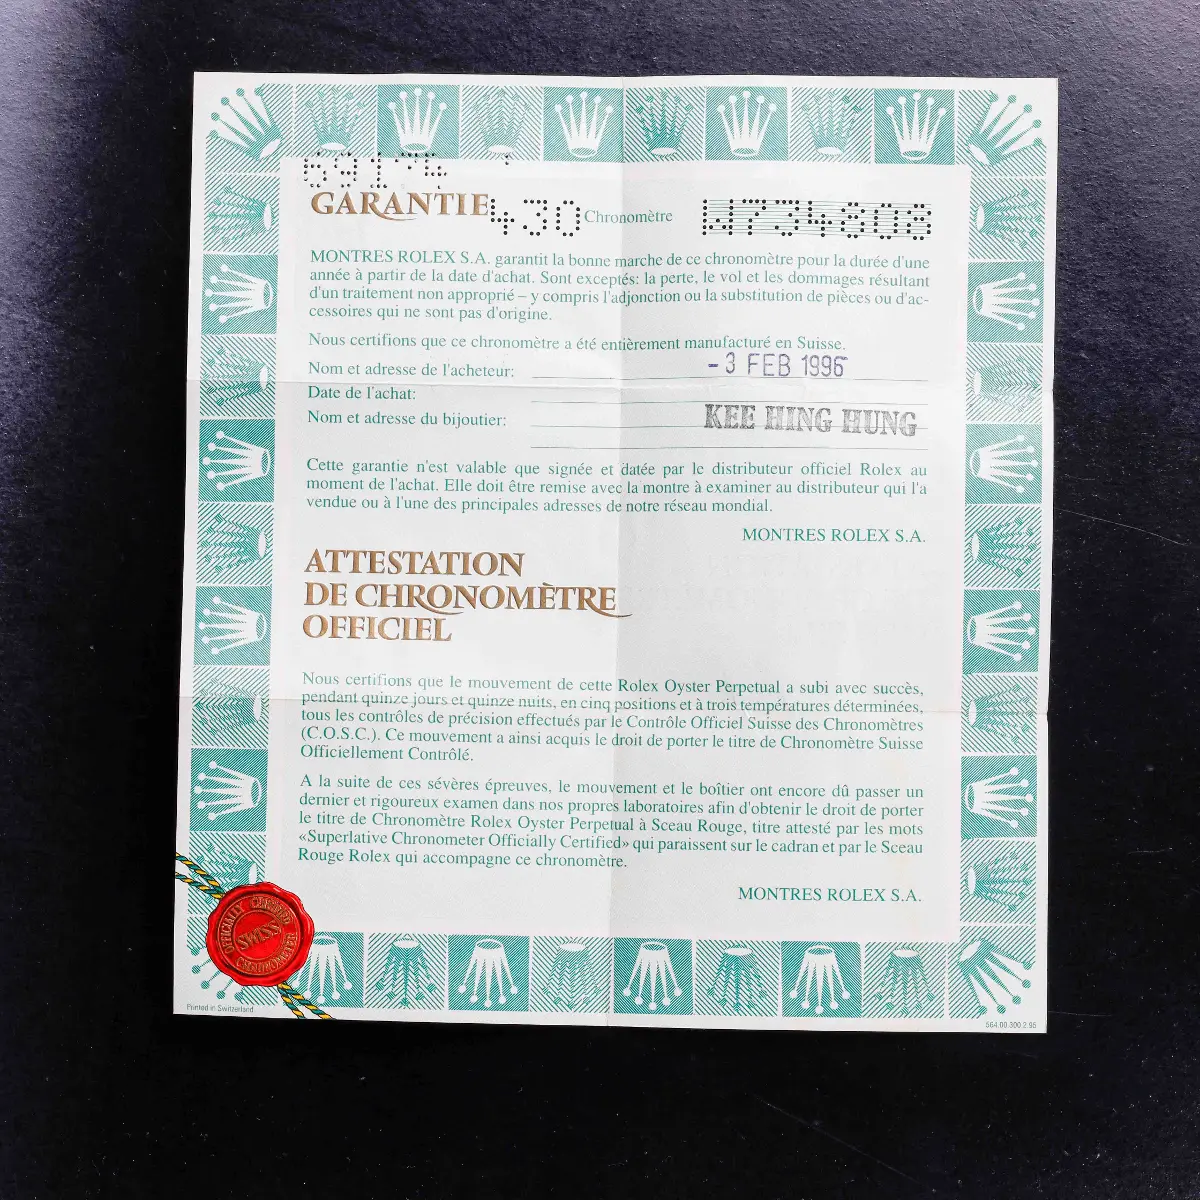 69174
GARANTIE 430 Chronomètre W734808
MONTRES ROLEX S.A. garantit la bonne marche de ce chronomètre pour la durée d'une
année à partir de la date d'achat. Sont exceptés: la perte, le vol et les dommages résultant
d'un traitement non approprié – y compris l'adjonction ou la substitution de pièces ou d'ac-
cessoires qui ne sont pas d'origine.
Nous certifions que ce chronomètre a été entièrement manufacturé en Suisse.
Nom et adresse de l'acheteur: - 3 FEB 1996
Date de l'achat:
Nom et adresse du bijoutier: KEE HING HUNG
Cette garantie n'est valable que signée et datée par le distributeur officiel Rolex au
moment de l'achat. Elle doit être remise avec la montre à examiner au distributeur qui l'a
vendue ou à l'une des principales adresses de notre réseau mondial.
MONTRES ROLEX S.A.
ATTESTATION
DE CHRONOMÈTRE
OFFICIEL
Nous certifions que le mouvement de cette Rolex Oyster Perpetual a subi avec succès,
pendant quinze jours et quinze nuits, en cinq positions et à trois températures déterminées,
tous les contrôles de précision effectués par le Contrôle Officiel Suisse des Chronomètres
(C.O.S.C.). Ce mouvement a ainsi acquis le droit de porter le titre de Chronomètre Suisse
Officiellement Contrôlé.
A la suite de ces sévères épreuves, le mouvement et le boîtier ont encore dû passer un
dernier et rigoureux examen dans nos propres laboratoires afin d'obtenir le droit de porter
le titre de Chronomètre Rolex Oyster Perpetual à Sceau Rouge, titre attesté par les mots
«Superlative Chronometer Officially Certified» qui paraissent sur le cadran et par le Sceau
Rouge Rolex qui accompagne ce chronomètre.
MONTRES ROLEX S.A.
OFFICIALLY CERTIFIED
SWISS
CHRONOMETER
Printed in Switzerland
564.00.300.2.95